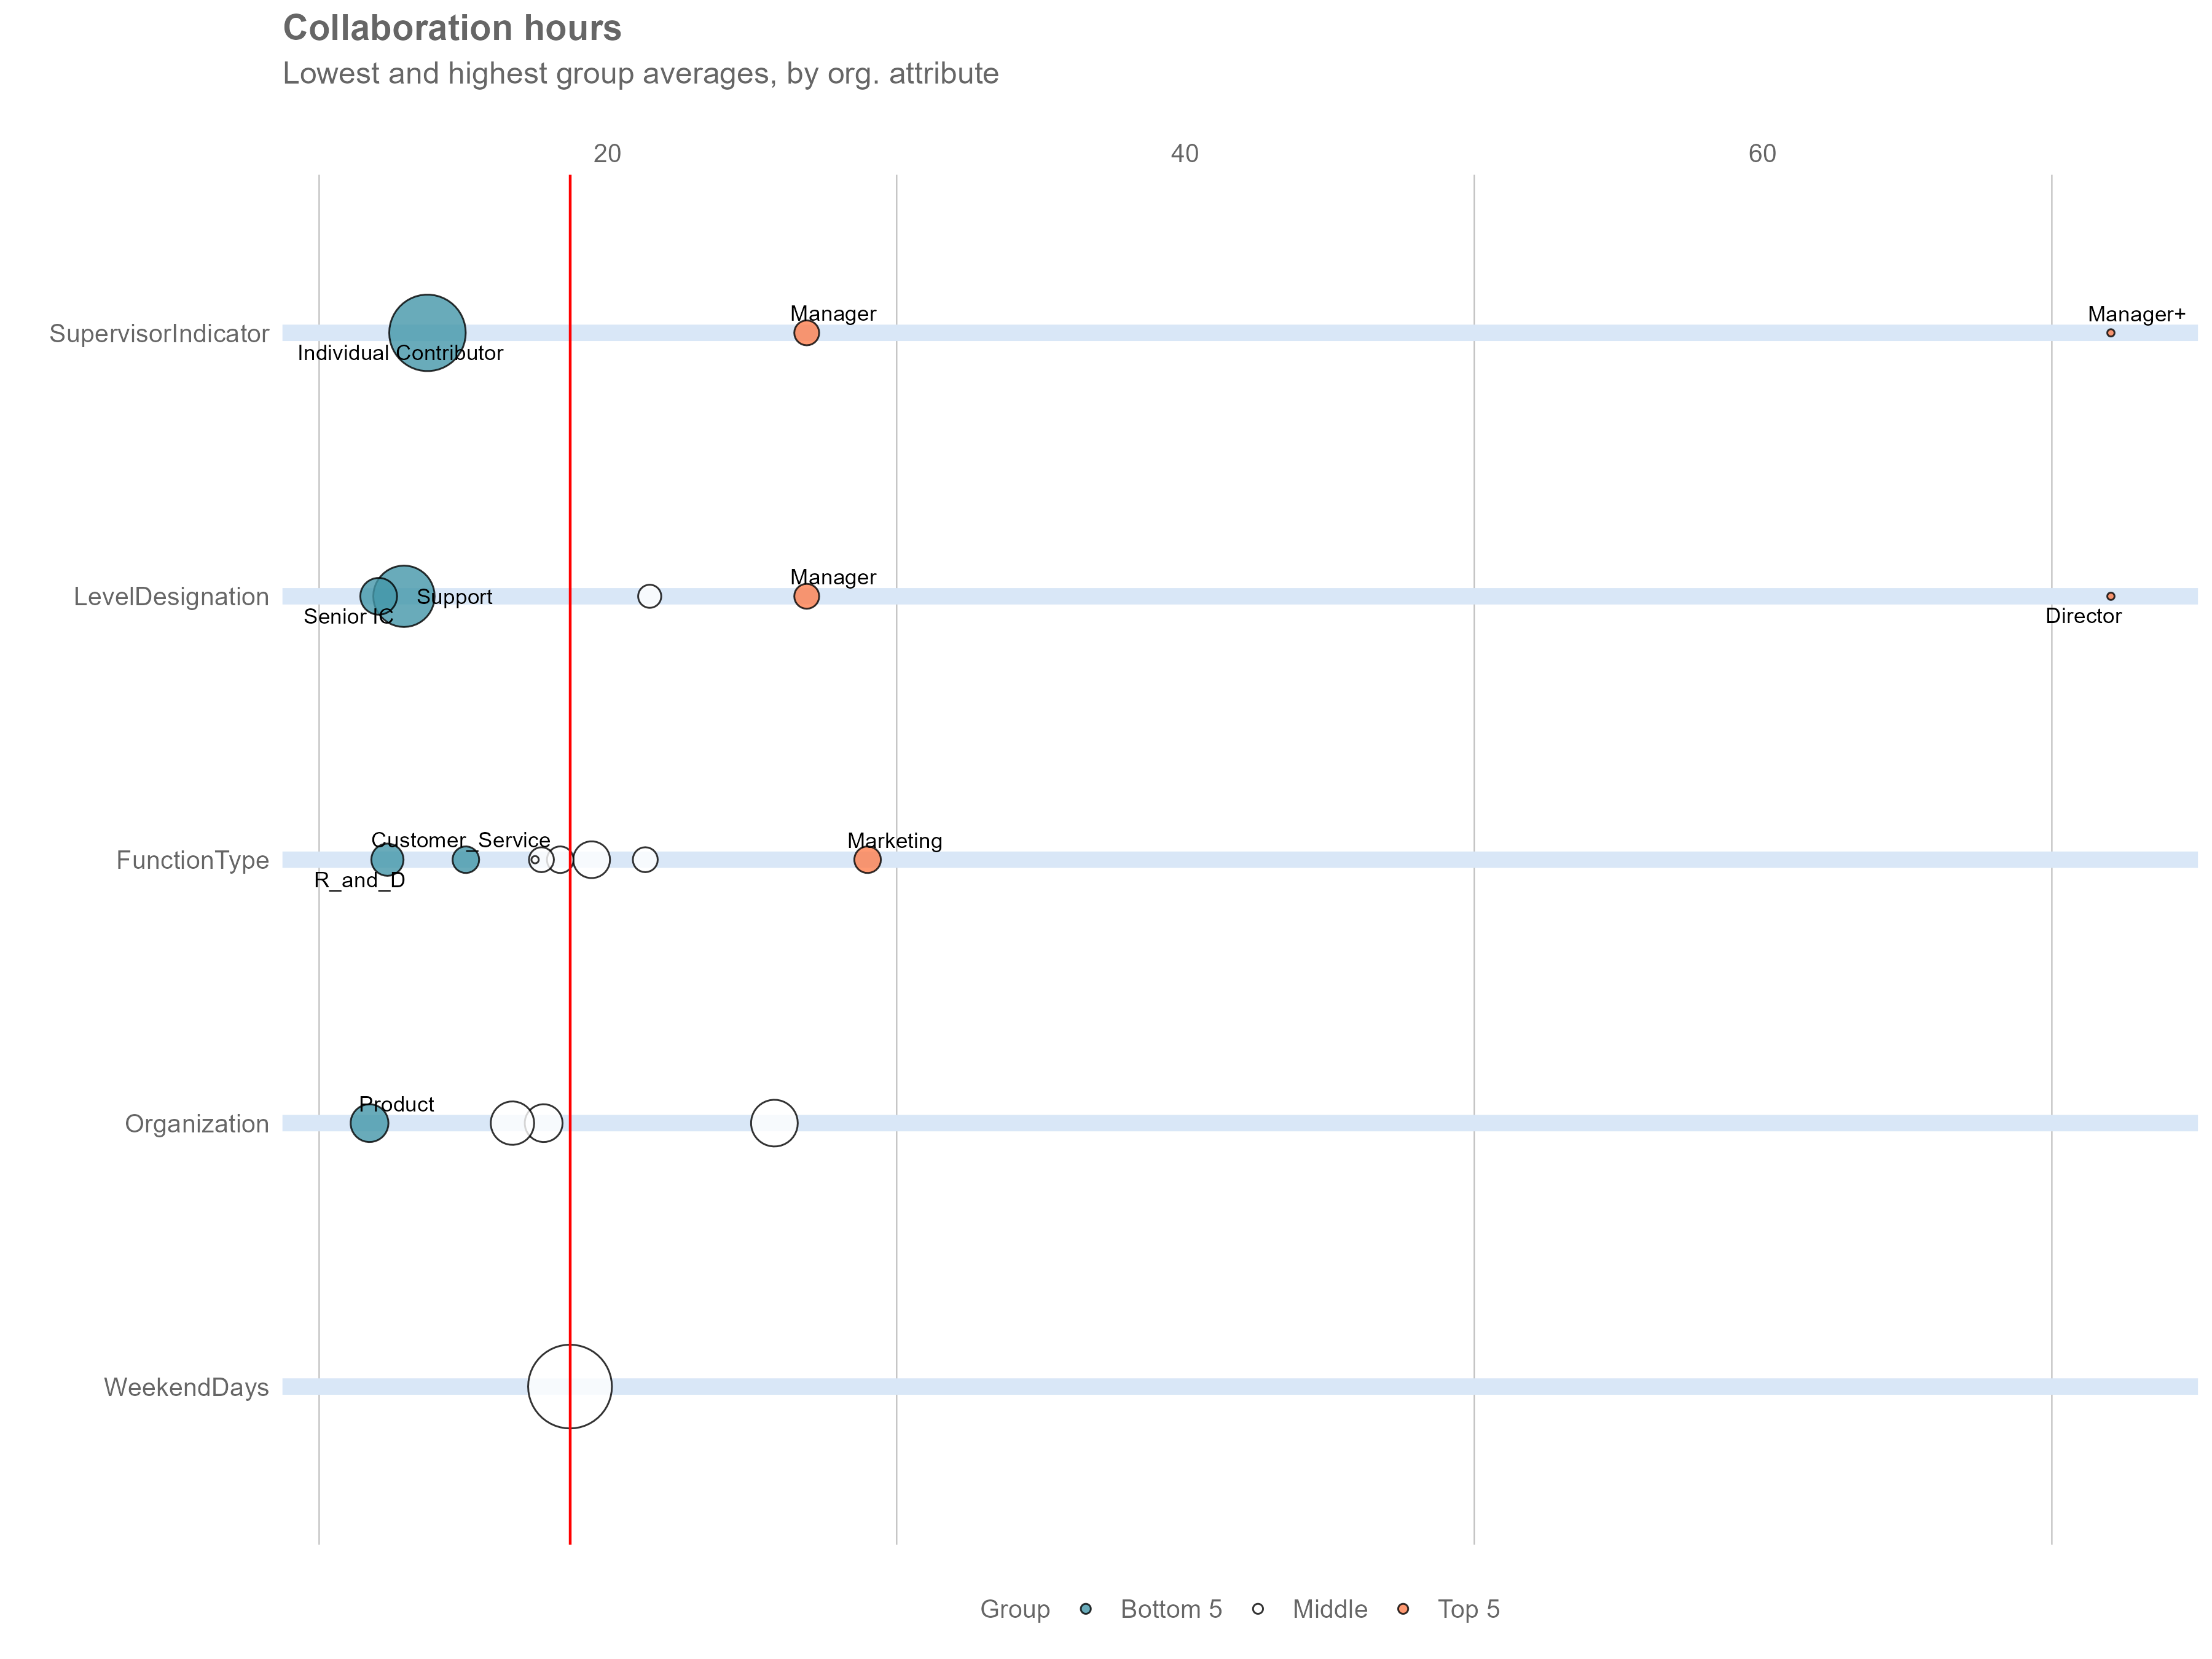 Collaboration hours
Lowest and highest group averages, by org. attribute
20 40 60
Manager Manager+
SupervisorIndicator
Individual Contributor
Manager
LevelDesignation Support
Senior IC Director
Customer_Service Marketing
FunctionType
R_and_D
Product
Organization
WeekendDays
Group Bottom 5 Middle Top 5